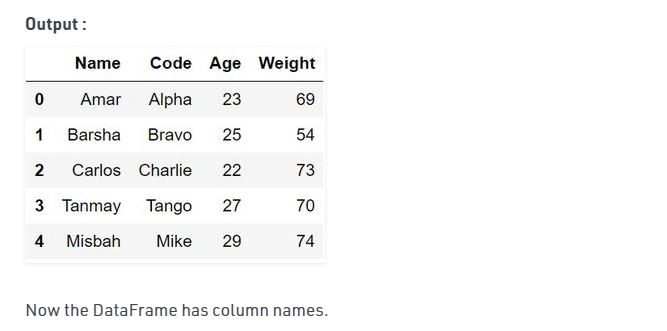 Output :
Name Code Age Weight
0 Amar Alpha 23 69
1 Barsha Bravo 25 54
2 Carlos Charlie 22 73
3 Tanmay Tango 27 70
4 Misbah Mike 29 74
Now the DataFrame has column names.